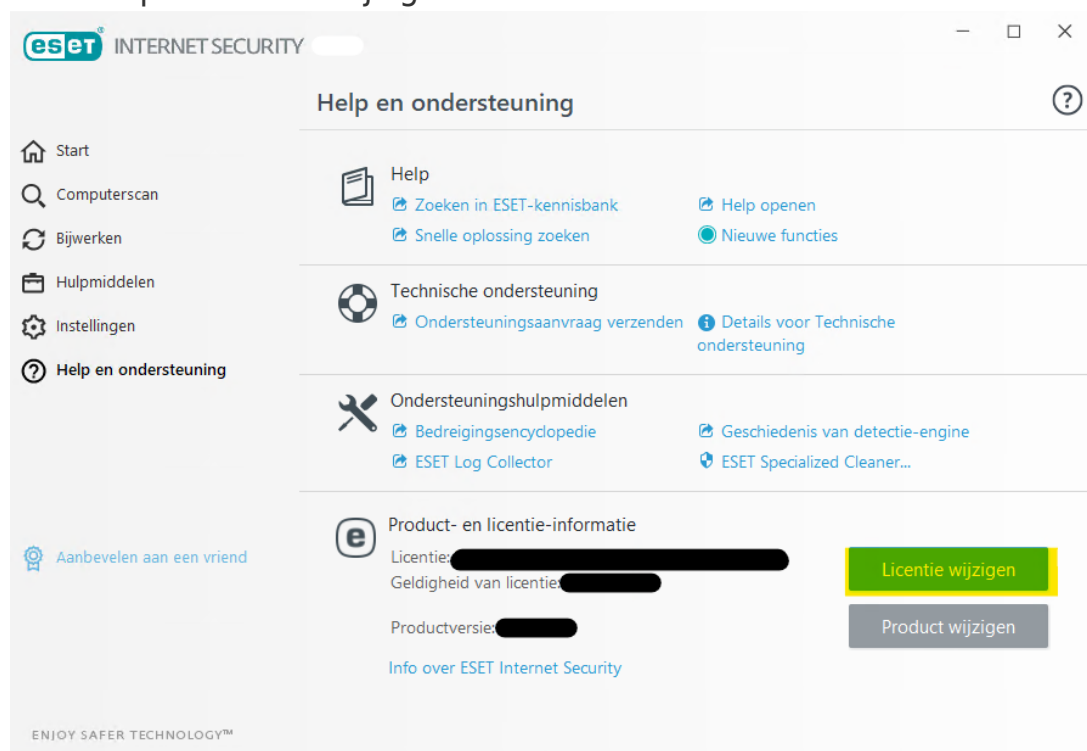 eset INTERNET SECURITY
Help en ondersteuning
Start
Computerscan
Bijwerken
Hulpmiddelen
Instellingen
Help en ondersteuning
Aanbevelen aan een vriend
Help
Zoeken in ESET-kennisbank
Help openen
Snelle oplossing zoeken
Nieuwe functies
Technische ondersteuning
Ondersteuningsaanvraag verzenden
Details voor Technische
ondersteuning
Ondersteuningshulpmiddelen
Bedreigingsencyclopedie
Geschiedenis van detectie-engine
ESET Log Collector
ESET Specialized Cleaner...
Product- en licentie-informatie
Licentie:
Geldigheid van licentie:
Licentie wijzigen
Productversie:
Product wijzigen
Info over ESET Internet Security
ENJOY SAFER TECHNOLOGY™